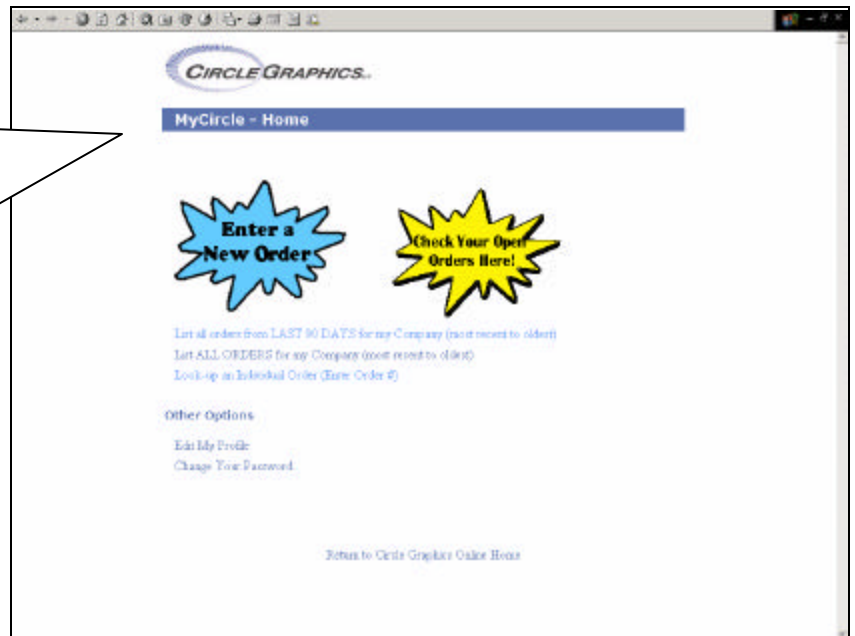 CIRCLE GRAPHICS
MyCircle - Home
Enter a
New Order
Check Your Open
Orders Here!
List all orders from LAST 90 DAYS for my Company (most recent to oldest)
List ALL ORDERS for my Company (most recent to oldest)
Look-up an Individual Order (Enter Order #)
Other Options
Edit My Profile
Change Your Password
Return to Circle Graphics Online Home